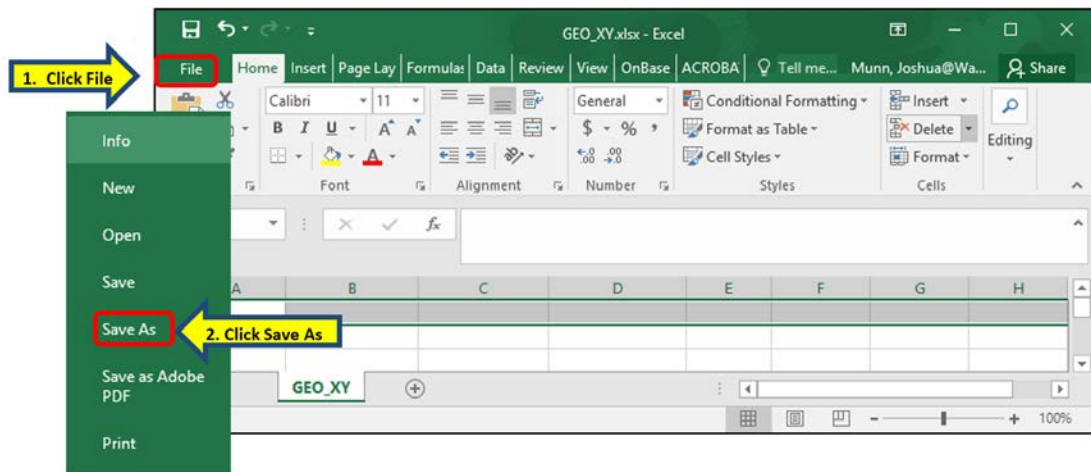 GEO_XY.xlsx - Excel
1. Click File
File Home Insert Page Lay Formulas Data Review View OnBase ACROBA Tell me... Munn, Joshua@Wa... Share
Calibri 11 General Conditional Formatting Insert
B I U A A $ % , Format as Table Delete Editing
A .00 .0 Cell Styles Format
Font Alignment Number Styles Cells
fx
A B C D E F G H
Info
New
Open
Save
Save As
2. Click Save As
Save as Adobe
PDF
Print
GEO_XY
100%